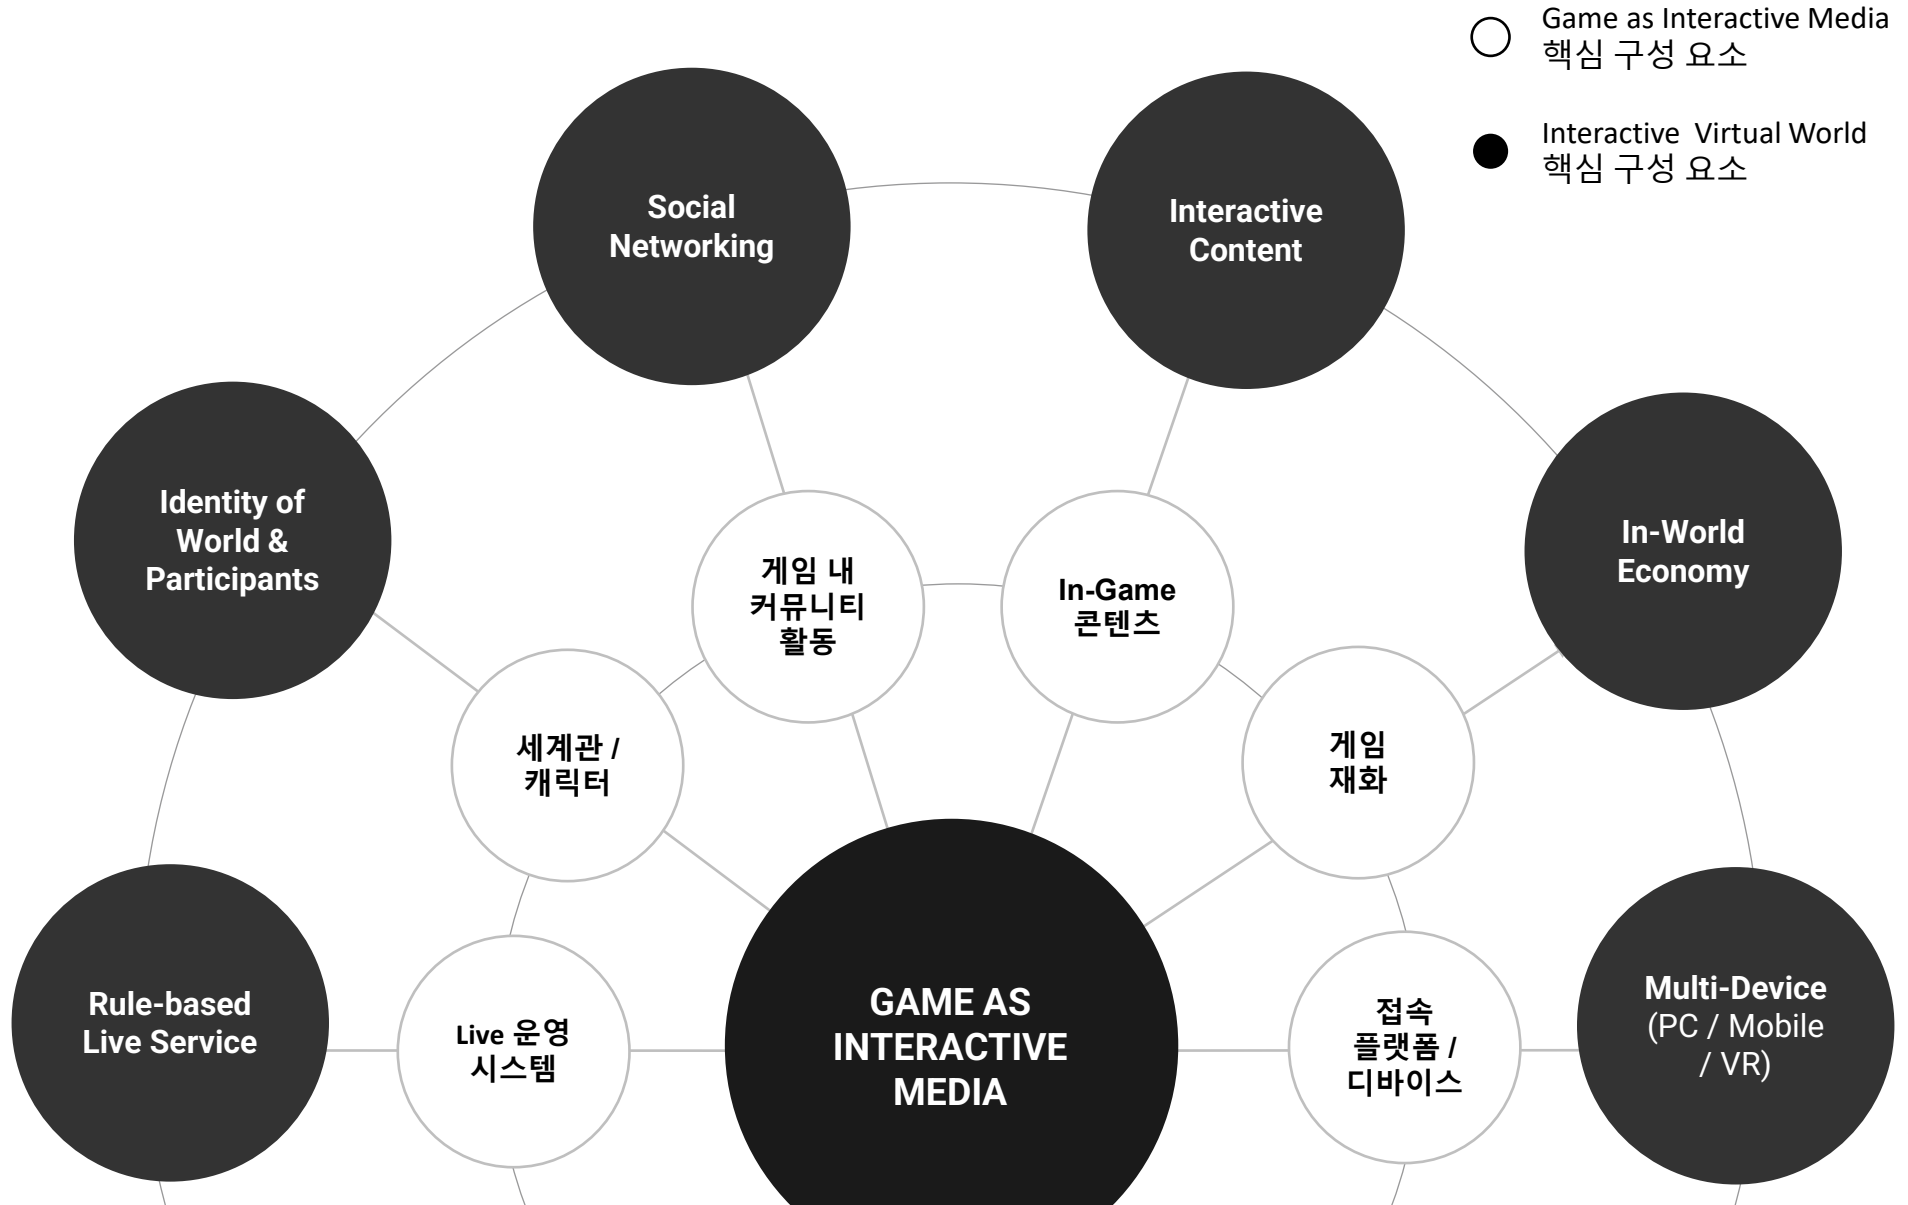 Game as Interactive Media
핵심 구성 요소
Interactive Virtual World
핵심 구성 요소
Social
Networking
Interactive
Content
Identity of
World &
Participants
In-World
Economy
게임 내
커뮤니티
활동
In-Game
콘텐츠
세계관 /
캐릭터
게임
재화
Rule-based
Live Service
Live 운영
시스템
GAME AS
INTERACTIVE
MEDIA
접속
플랫폼 /
디바이스
Multi-Device
(PC / Mobile
/ VR)